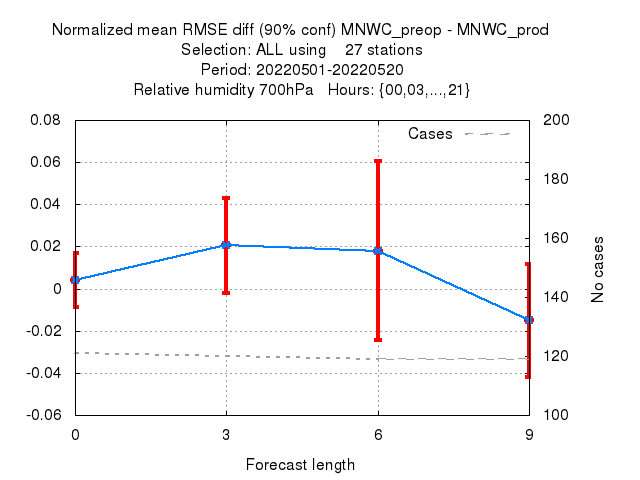 Normalized mean RMSE diff (90% conf) MNWC_preop - MNWC_prod
Selection: ALL using    27 stations
Period: 20220501-20220520
Relative humidity 700hPa   Hours: {00,03,...,21}
Cases
0.08
0.06
0.04
0.02
0
-0.02
-0.04
-0.06
200
180
160
140
120
100
No cases
0 3 6 9
Forecast length